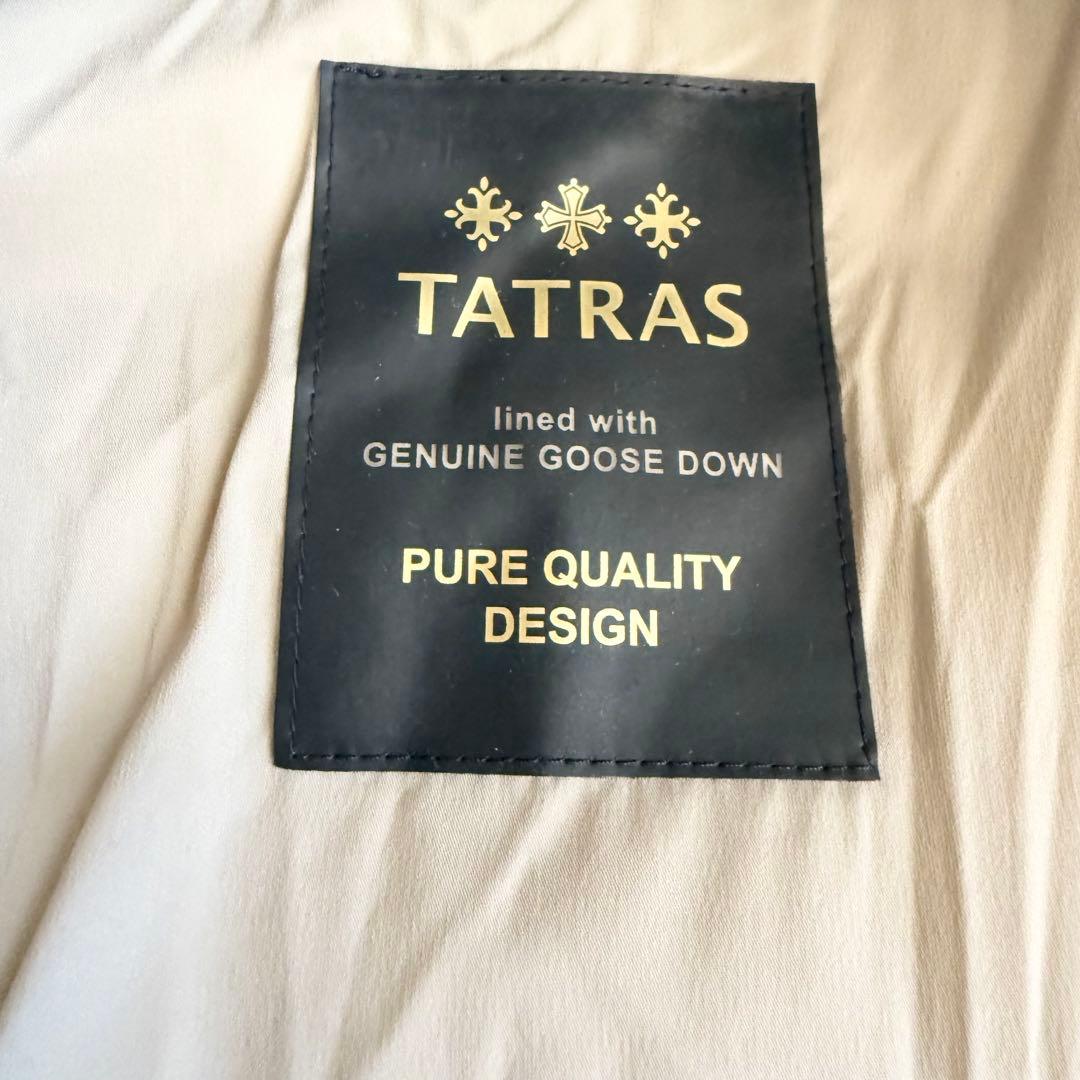 TATRAS
lined with
GENUINE GOOSE DOWN
PURE QUALITY
DESIGN